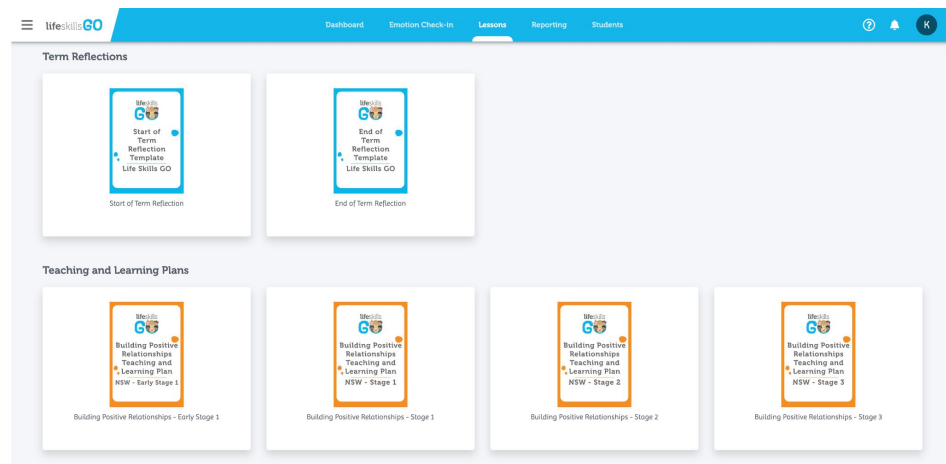 lifeskillsGO
Dashboard
Emotion Check-in
Lessons
Reporting
Students
K
Term Reflections
lifeskills
GO
Start of
Term
Reflection
Template
Life Skills GO
Start of Term Reflection
lifeskills
GO
End of
Term
Reflection
Template
Life Skills GO
End of Term Reflection
Teaching and Learning Plans
lifeskills
GO
Building Positive
Relationships
Teaching and
Learning Plan
NSW - Early Stage 1
Building Positive Relationships - Early Stage 1
lifeskills
GO
Building Positive
Relationships
Teaching and
Learning Plan
NSW - Stage 1
Building Positive Relationships - Stage 1
lifeskills
GO
Building Positive
Relationships
Teaching and
Learning Plan
NSW - Stage 2
Building Positive Relationships - Stage 2
lifeskills
GO
Building Positive
Relationships
Teaching and
Learning Plan
NSW - Stage 3
Building Positive Relationships - Stage 3